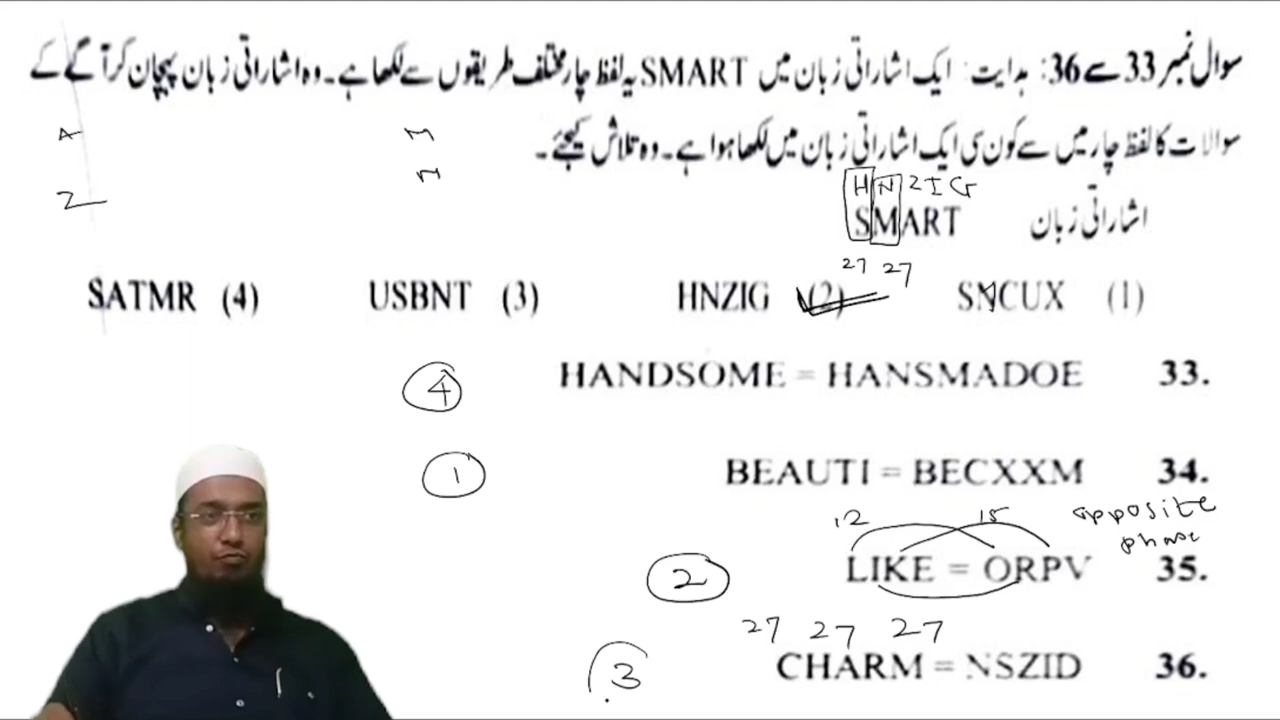 سوال نمبر 33 سے 36: ہدایت: ایک اشاراتی زبان میں SMART یہ لفظ چار مختلف طریقوں سے لکھا ہے۔ وہ اشاراتی زبان پہچان کر آگے کے
سوالات کا لفظ چار میں سے کون سی ایک اشاراتی زبان میں لکھا ہوا ہے۔ وہ تلاش کیجئے۔
A M
Z N
H N Z I G
اشاراتی زبان SMART
27 27
SNCUX (1) HNZIG (2) USBNT (3) SATMR (4)
33. HANDSOME = HANSMADOE 4
34. BEAUTI = BECXXM 1
12 15 opposite
phase
35. LIKE = ORPV 2
27 27 27
36. CHARM = NSZID 3